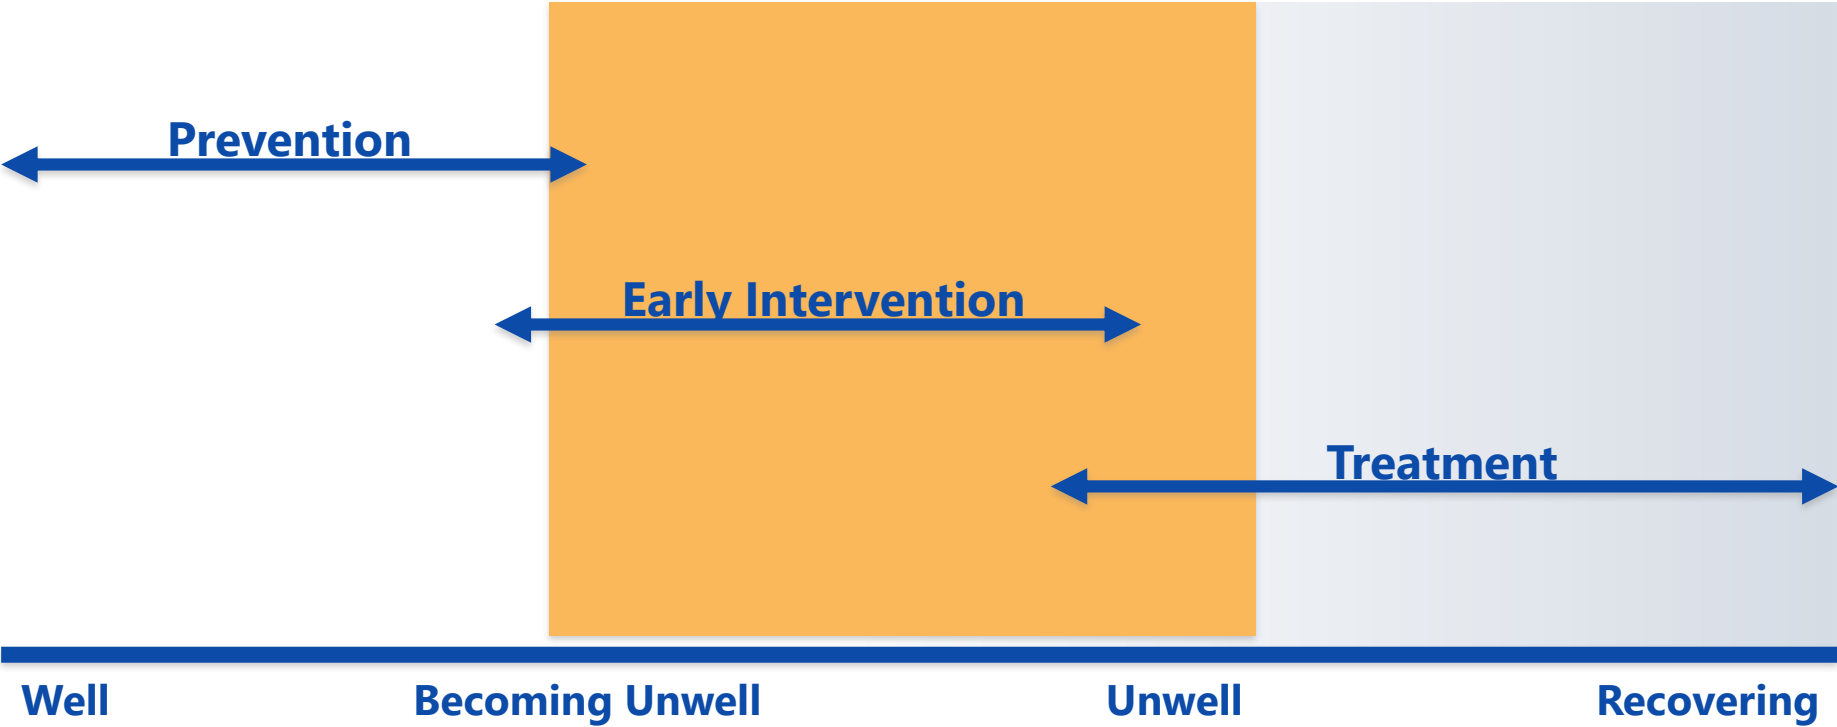 Prevention
Early Intervention
Treatment
Well
Becoming Unwell
Unwell
Recovering